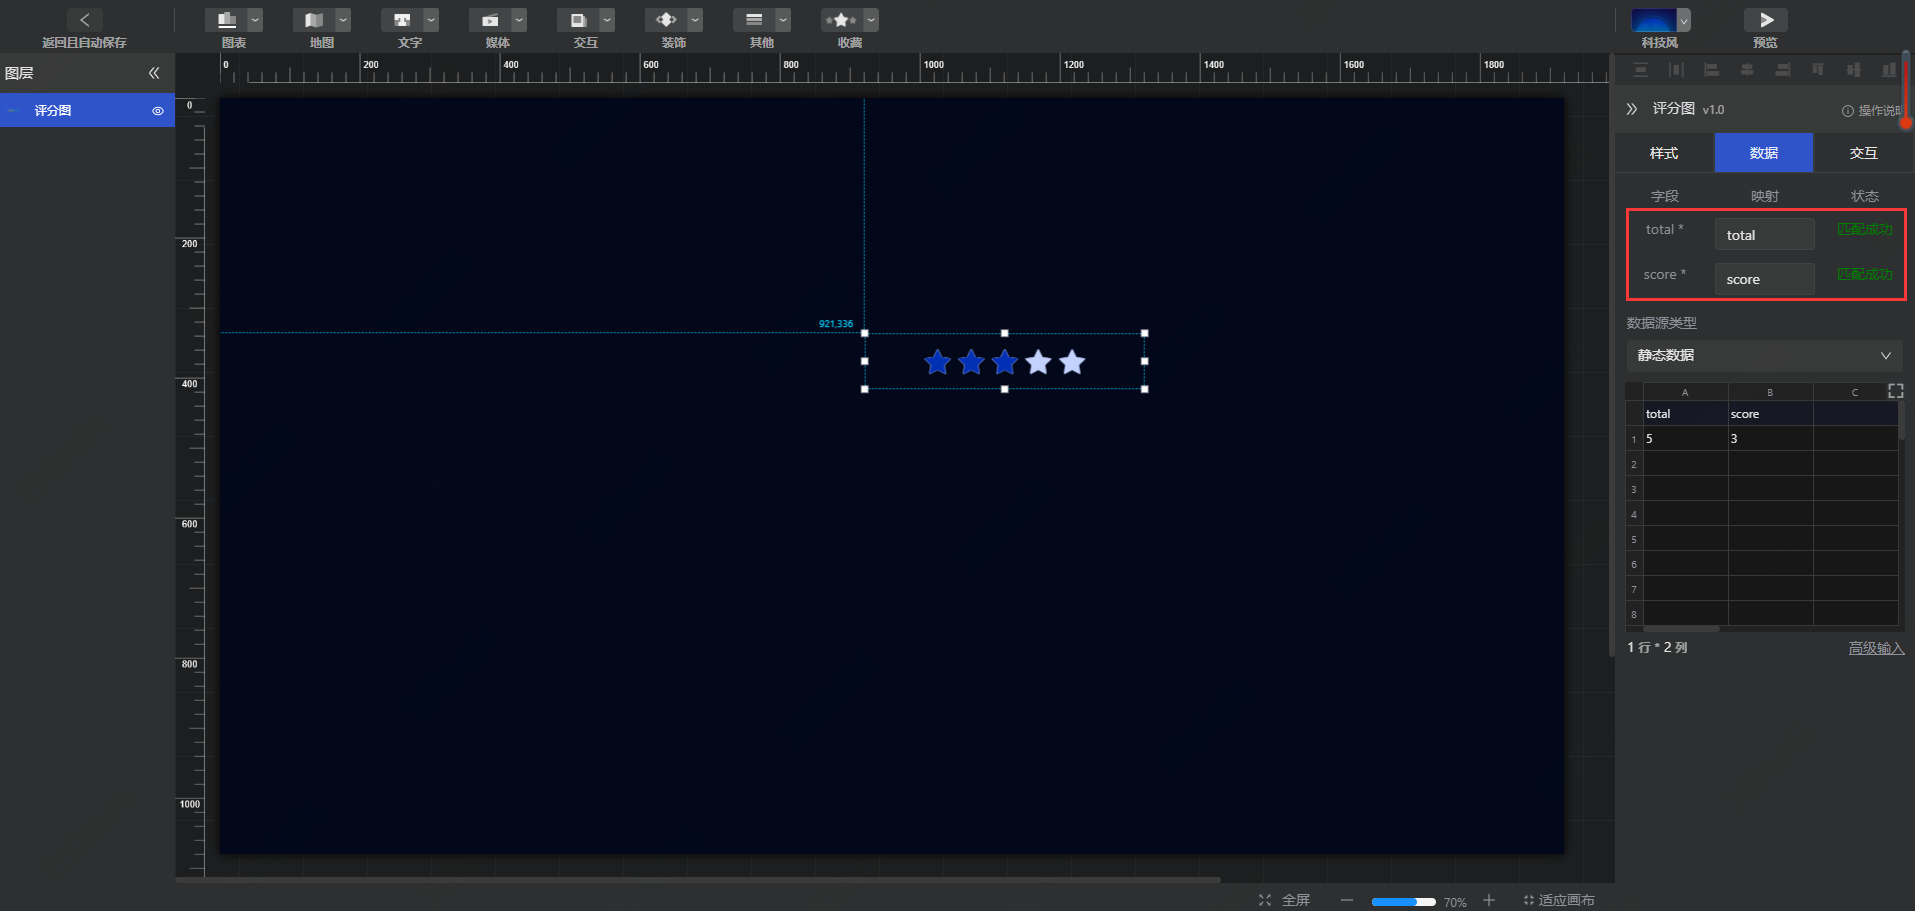 返回且自动保存
图表
地图
文字
媒体
交互
装饰
其他
收藏
科技风
预览
图层
评分图
0
200
400
600
800
1000
1200
1400
1600
1800
0
200
400
600
800
1000
921,336
评分图 v1.0
操作说明
样式
数据
交互
字段
映射
状态
total *
total
匹配成功
score *
score
匹配成功
数据源类型
静态数据
A B C
total score
1 5 3
2
3
4
5
6
7
8
1 行 * 2 列
高级输入
全屏
70%
适应画布